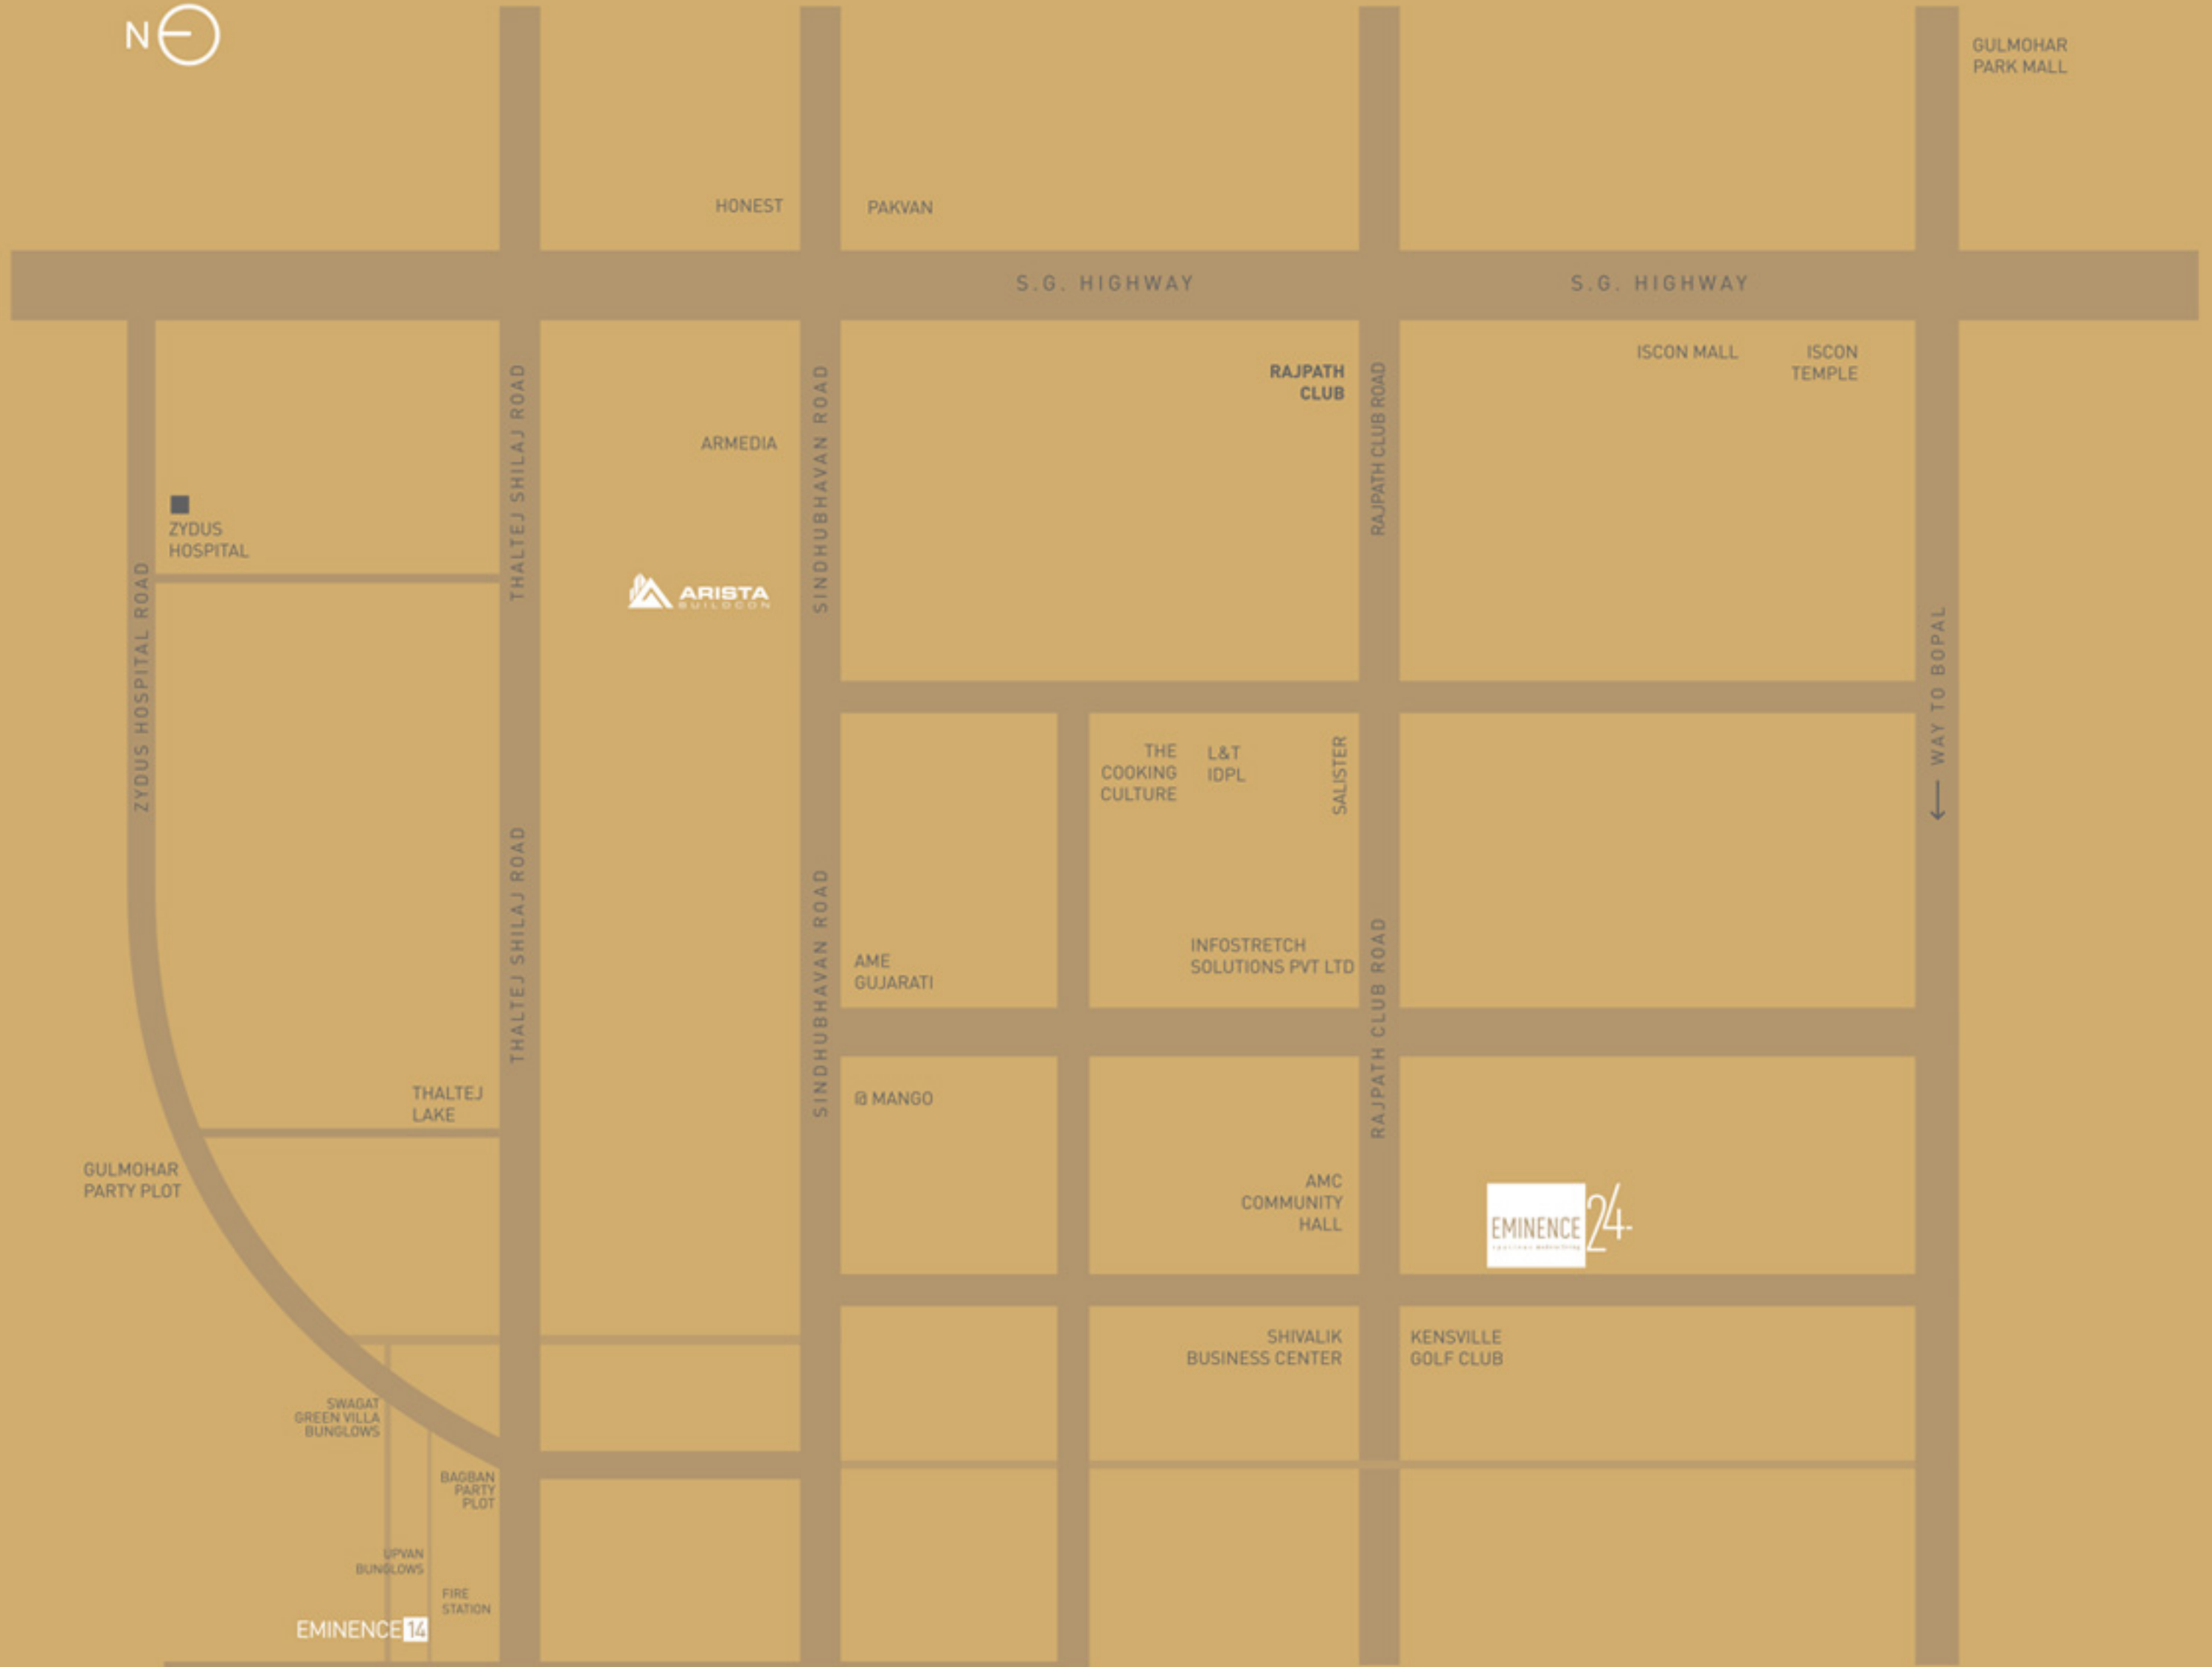 N
GULMOHAR
PARK MALL
HONEST
PAKVAN
S.G. HIGHWAY
S.G. HIGHWAY
ISCON MALL
ISCON
TEMPLE
RAJPATH
CLUB
RAJPATH CLUB ROAD
THALTEJ SHILAJ ROAD
SINDHUBHAVAN ROAD
ARMEDIA
ZYDUS
HOSPITAL
ZYDUS HOSPITAL ROAD
ARISTA
BUILDCON
WAY TO BOPAL
THE
COOKING
CULTURE
L&T
IDPL
SALISTER
THALTEJ SHILAJ ROAD
SINDHUBHAVAN ROAD
RAJPATH CLUB ROAD
AME
GUJARATI
INFOSTRETCH
SOLUTIONS PVT LTD
THALTEJ
LAKE
@ MANGO
GULMOHAR
PARTY PLOT
AMC
COMMUNITY
HALL
EMINENCE 24
SHIVALIK
BUSINESS CENTER
KENSVILLE
GOLF CLUB
SWAGAT
GREEN VILLA
BUNGLOWS
BAGBAN
PARTY
PLOT
UPVAN
BUNGLOWS
FIRE
STATION
EMINENCE 14